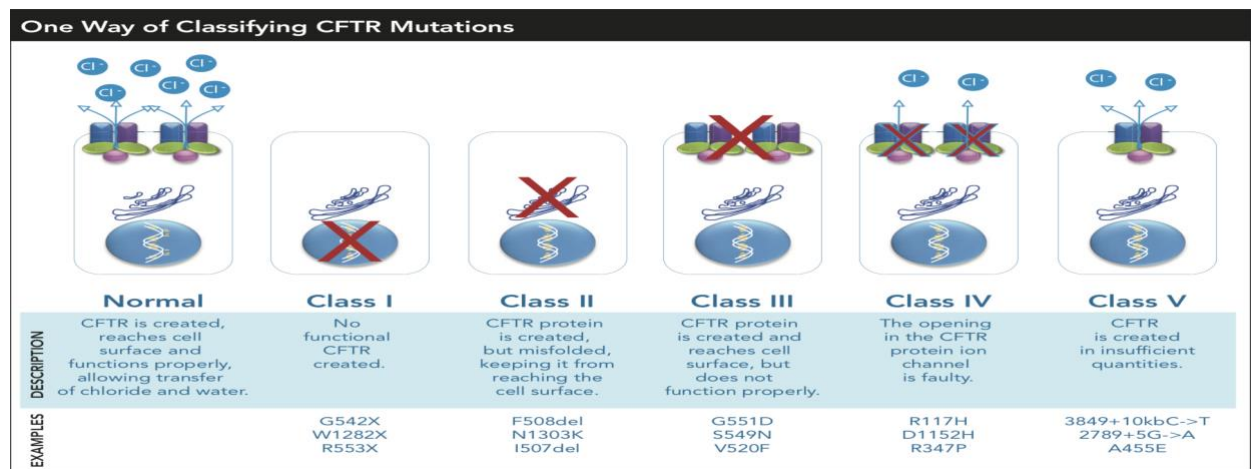 One Way of Classifying CFTR Mutations
Cl⁻ Cl⁻ Cl⁻ Cl⁻ Cl⁻ Cl⁻
Cl⁻ Cl⁻
Cl⁻ Cl⁻
Normal
Class I
Class II
Class III
Class IV
Class V
DESCRIPTION
CFTR is created,
reaches cell
surface and
functions properly,
allowing transfer
of chloride and water.
No
functional
CFTR
created.
CFTR protein
is created,
but misfolded,
keeping it from
reaching the
cell surface.
CFTR protein
is created and
reaches cell
surface, but
does not
function properly.
The opening
in the CFTR
protein ion
channel
is faulty.
CFTR
is created
in insufficient
quantities.
EXAMPLES
G542X
W1282X
R553X
F508del
N1303K
I507del
G551D
S549N
V520F
R117H
D1152H
R347P
3849+10kbC->T
2789+5G->A
A455E